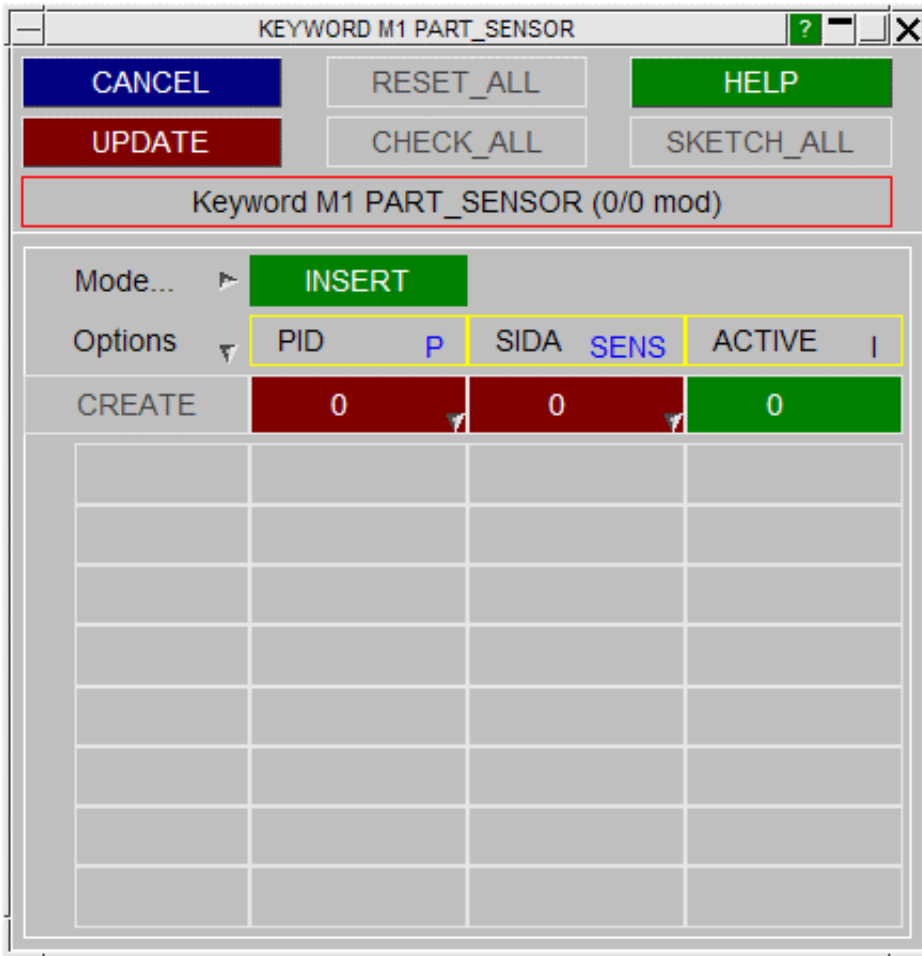 KEYWORD M1 PART_SENSOR ?
CANCEL RESET_ALL HELP
UPDATE CHECK_ALL SKETCH_ALL
Keyword M1 PART_SENSOR (0/0 mod)
Mode... INSERT
Options PID P SIDA SENS ACTIVE I
CREATE 0 0 0